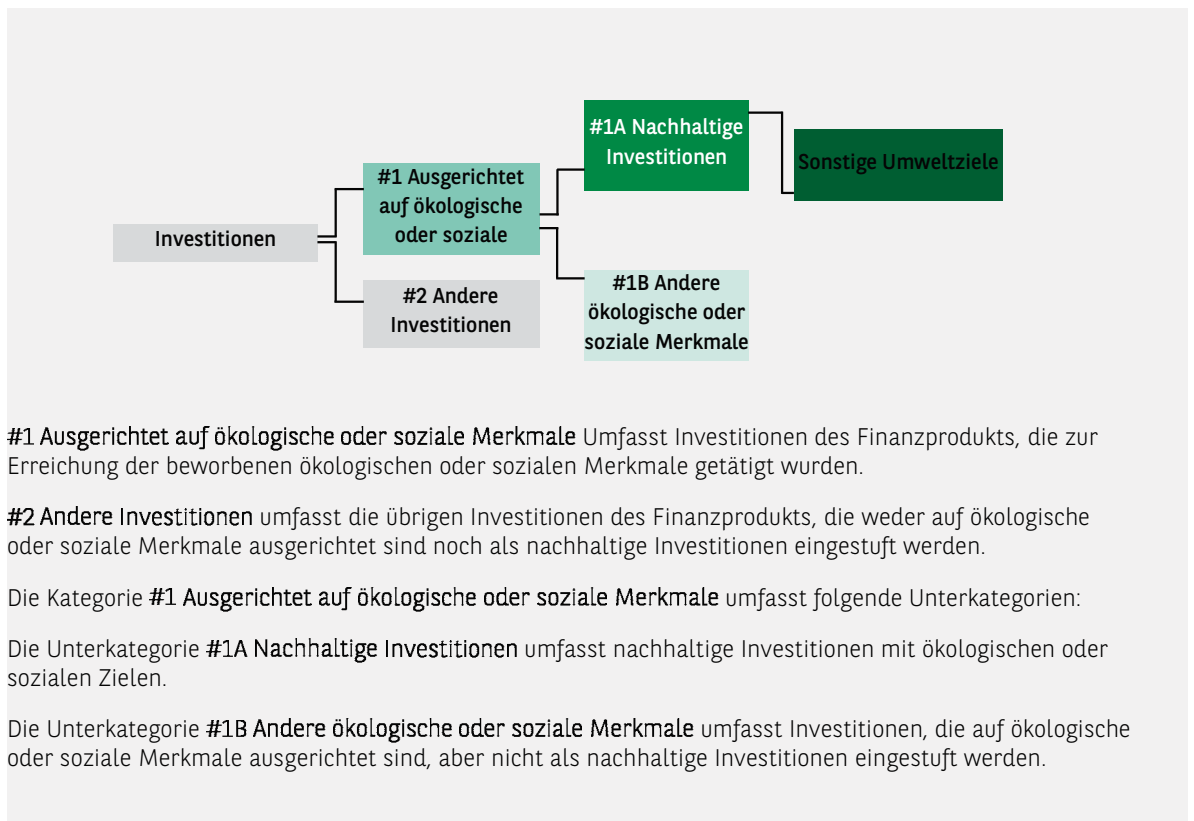 #1A Nachhaltige
Investitionen
Sonstige Umweltziele
#1 Ausgerichtet
auf ökologische
oder soziale
Investitionen
#2 Andere
Investitionen
#1B Andere
ökologische oder
soziale Merkmale
#1 Ausgerichtet auf ökologische oder soziale Merkmale Umfasst Investitionen des Finanzprodukts, die zur
Erreichung der beworbenen ökologischen oder sozialen Merkmale getätigt wurden.
#2 Andere Investitionen umfasst die übrigen Investitionen des Finanzprodukts, die weder auf ökologische
oder soziale Merkmale ausgerichtet sind noch als nachhaltige Investitionen eingestuft werden.
Die Kategorie #1 Ausgerichtet auf ökologische oder soziale Merkmale umfasst folgende Unterkategorien:
Die Unterkategorie #1A Nachhaltige Investitionen umfasst nachhaltige Investitionen mit ökologischen oder
sozialen Zielen.
Die Unterkategorie #1B Andere ökologische oder soziale Merkmale umfasst Investitionen, die auf ökologische
oder soziale Merkmale ausgerichtet sind, aber nicht als nachhaltige Investitionen eingestuft werden.